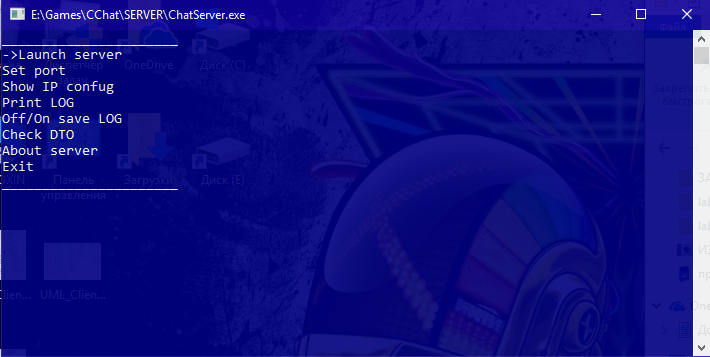 E:\Games\CChat\SERVER\ChatServer.exe
->Launch server
Set port
Show IP confug
Print LOG
Off/On save LOG
Check DTO
About server
Exit
OneDrive
Диск(C)
Панель управления
Загрузки
Диск (E)
UML_Clien...